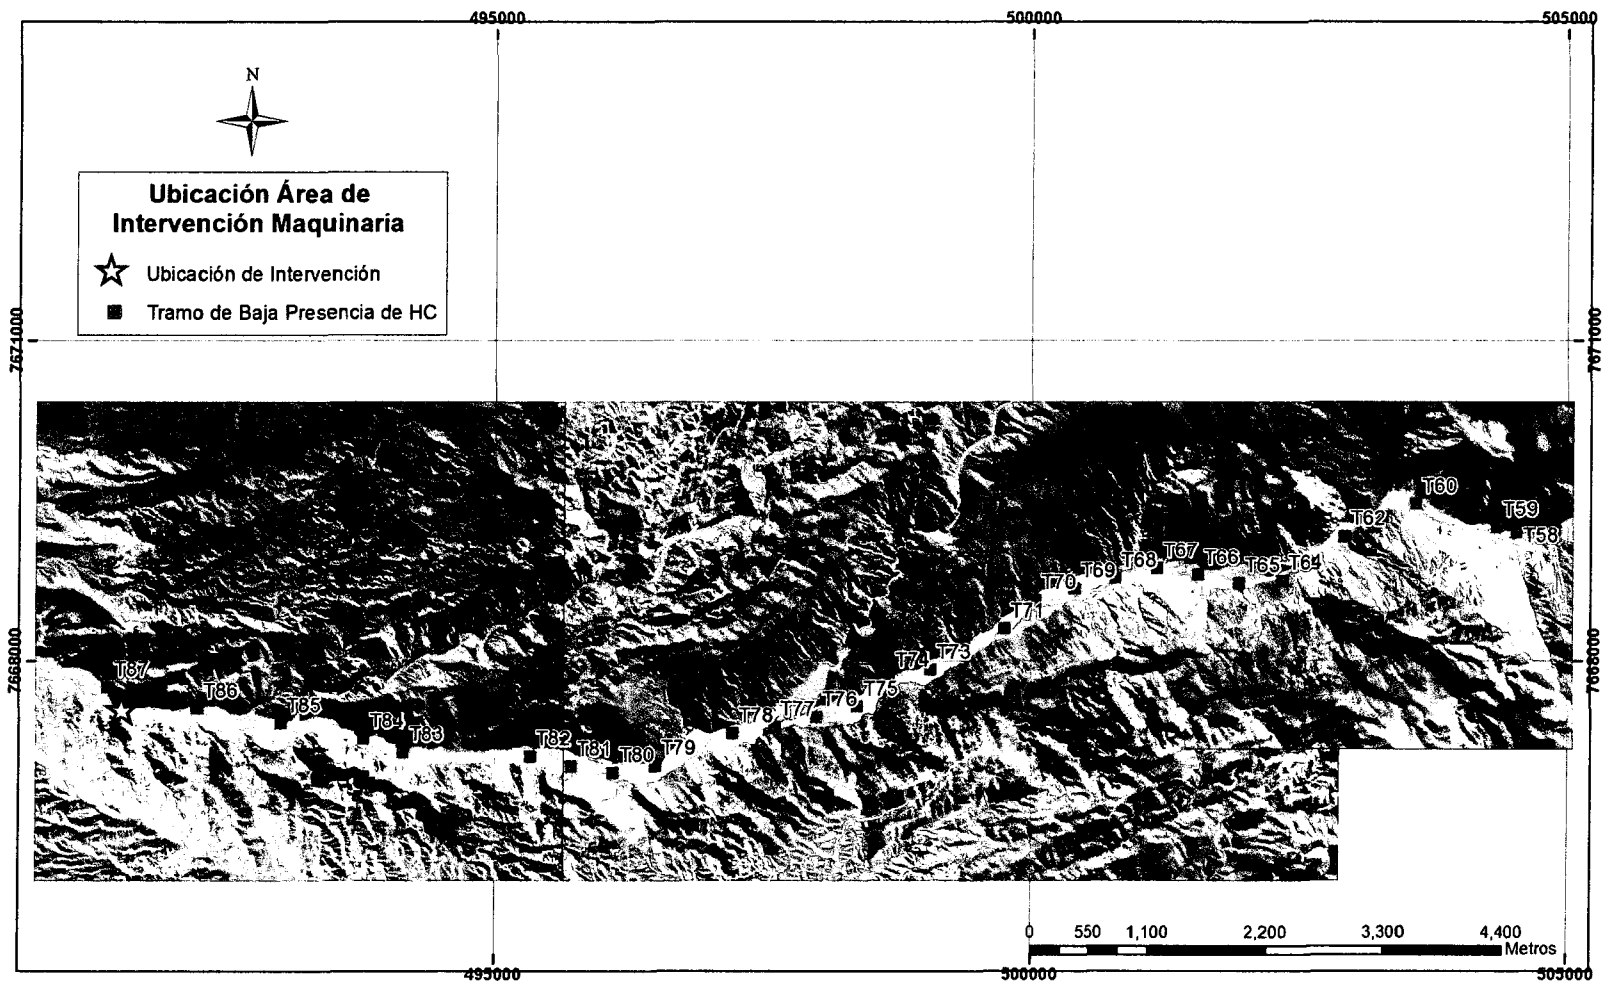 495000
500000
505000
N
Ubicación Área de
Intervención Maquinaria
Ubicación de Intervención
Tramo de Baja Presencia de HC
7671000
7671000
T60
T59
T62
T58
T67
T68
T66
T69
T65
T64
T70
T71
7668000
7668000
T73
T74
T87
T75
T86
T76
T85
T77
T78
T84
T83
T79
T82
T81
T80
0
550
1,100
2,200
3,300
4,400
Metros
495000
500000
505000